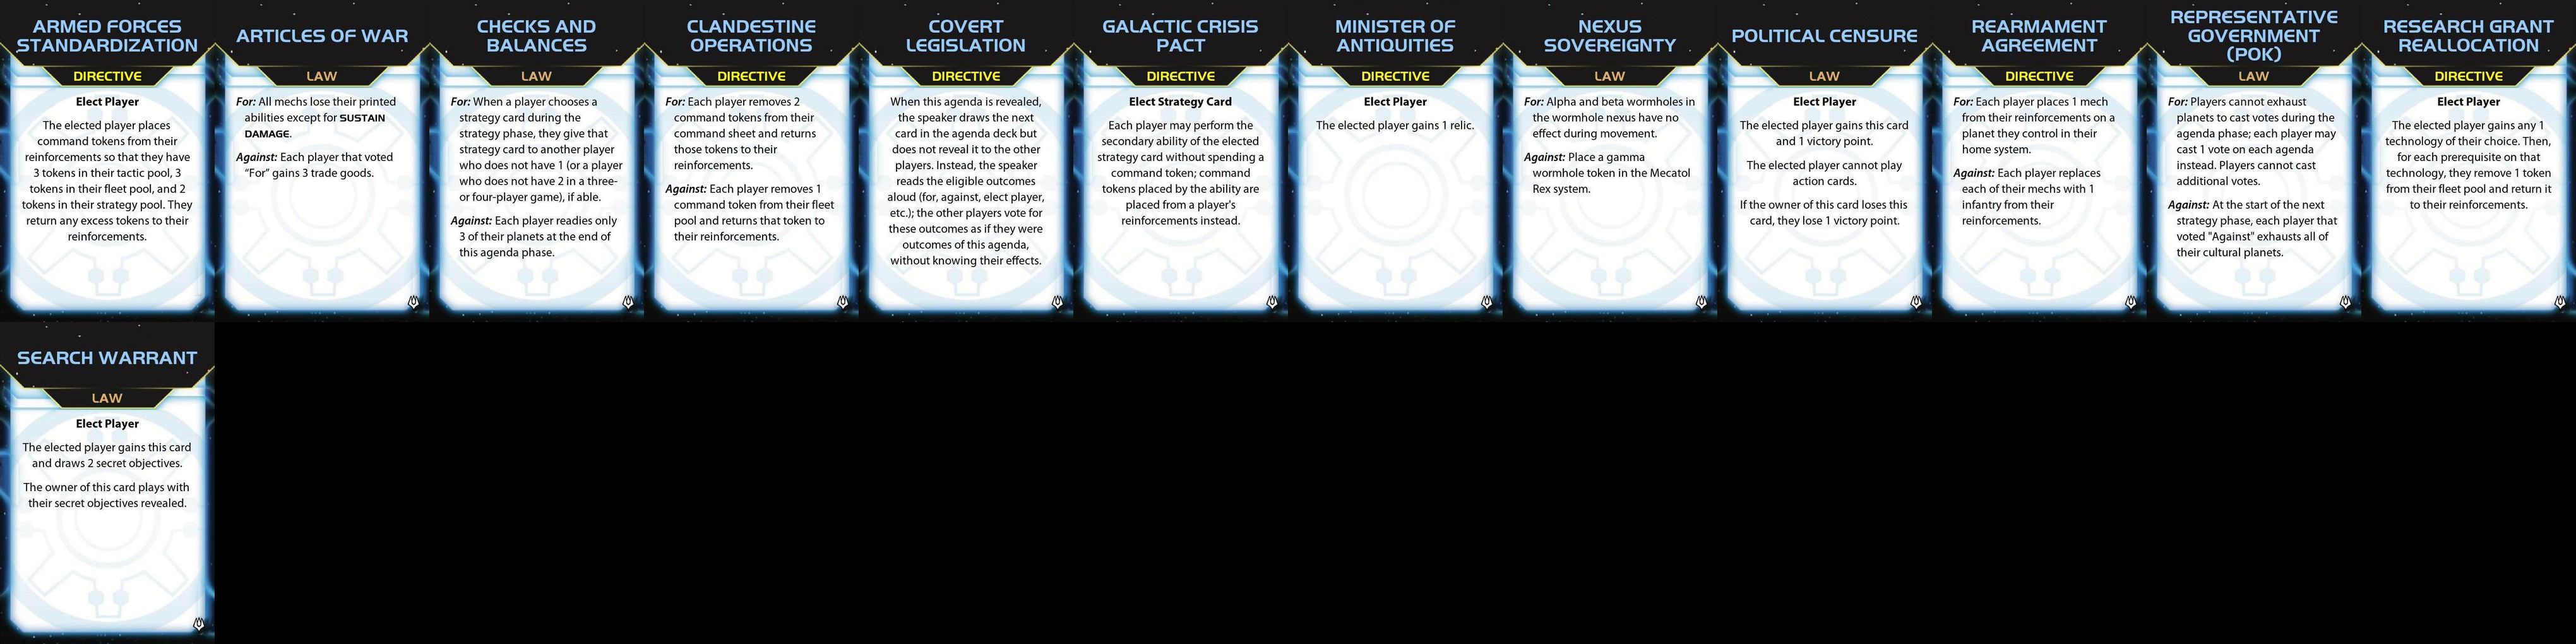 ARMED FORCES
STANDARDIZATION
DIRECTIVE
Elect Player
The elected player places
command tokens from their
reinforcements so that they have
3 tokens in their tactic pool, 3
tokens in their fleet pool, and 2
tokens in their strategy pool. They
return any excess tokens to their
reinforcements.
ARTICLES OF WAR
LAW
For: All mechs lose their printed
abilities except for SUSTAIN
DAMAGE.
Against: Each player that voted
“For” gains 3 trade goods.
CHECKS AND
BALANCES
LAW
For: When a player chooses a
strategy card during the
strategy phase, they give that
strategy card to another player
who does not have 1 (or a player
who does not have 2 in a three-
or four-player game), if able.
Against: Each player readies only
3 of their planets at the end of
this agenda phase.
CLANDESTINE
OPERATIONS
DIRECTIVE
For: Each player removes 2
command tokens from their
command sheet and returns
those tokens to their
reinforcements.
Against: Each player removes 1
command token from their fleet
pool and returns that token to
their reinforcements.
COVERT
LEGISLATION
DIRECTIVE
When this agenda is revealed,
the speaker draws the next
card in the agenda deck but
does not reveal it to the other
players. Instead, the speaker
reads the eligible outcomes
aloud (for, against, elect player,
etc.); the other players vote for
these outcomes as if they were
outcomes of this agenda,
without knowing their effects.
GALACTIC CRISIS
PACT
DIRECTIVE
Elect Strategy Card
Each player may perform the
secondary ability of the elected
strategy card without spending a
command token; command
tokens placed by the ability are
placed from a player's
reinforcements instead.
MINISTER OF
ANTIQUITIES
DIRECTIVE
Elect Player
The elected player gains 1 relic.
NEXUS
SOVEREIGNTY
LAW
For: Alpha and beta wormholes in
the wormhole nexus have no
effect during movement.
Against: Place a gamma
wormhole token in the Mecatol
Rex system.
POLITICAL CENSURE
LAW
Elect Player
The elected player gains this card
and 1 victory point.
The elected player cannot play
action cards.
If the owner of this card loses this
card, they lose 1 victory point.
REARMAMENT
AGREEMENT
DIRECTIVE
For: Each player places 1 mech
from their reinforcements on a
planet they control in their
home system.
Against: Each player replaces
each of their mechs with 1
infantry from their
reinforcements.
REPRESENTATIVE
GOVERNMENT
(POK)
LAW
For: Players cannot exhaust
planets to cast votes during the
agenda phase; each player may
cast 1 vote on each agenda
instead. Players cannot cast
additional votes.
Against: At the start of the next
strategy phase, each player that
voted "Against" exhausts all of
their cultural planets.
RESEARCH GRANT
REALLOCATION
DIRECTIVE
Elect Player
The elected player gains any 1
technology of their choice. Then,
for each prerequisite on that
technology, they remove 1 token
from their fleet pool and return it
to their reinforcements.
SEARCH WARRANT
LAW
Elect Player
The elected player gains this card
and draws 2 secret objectives.
The owner of this card plays with
their secret objectives revealed.